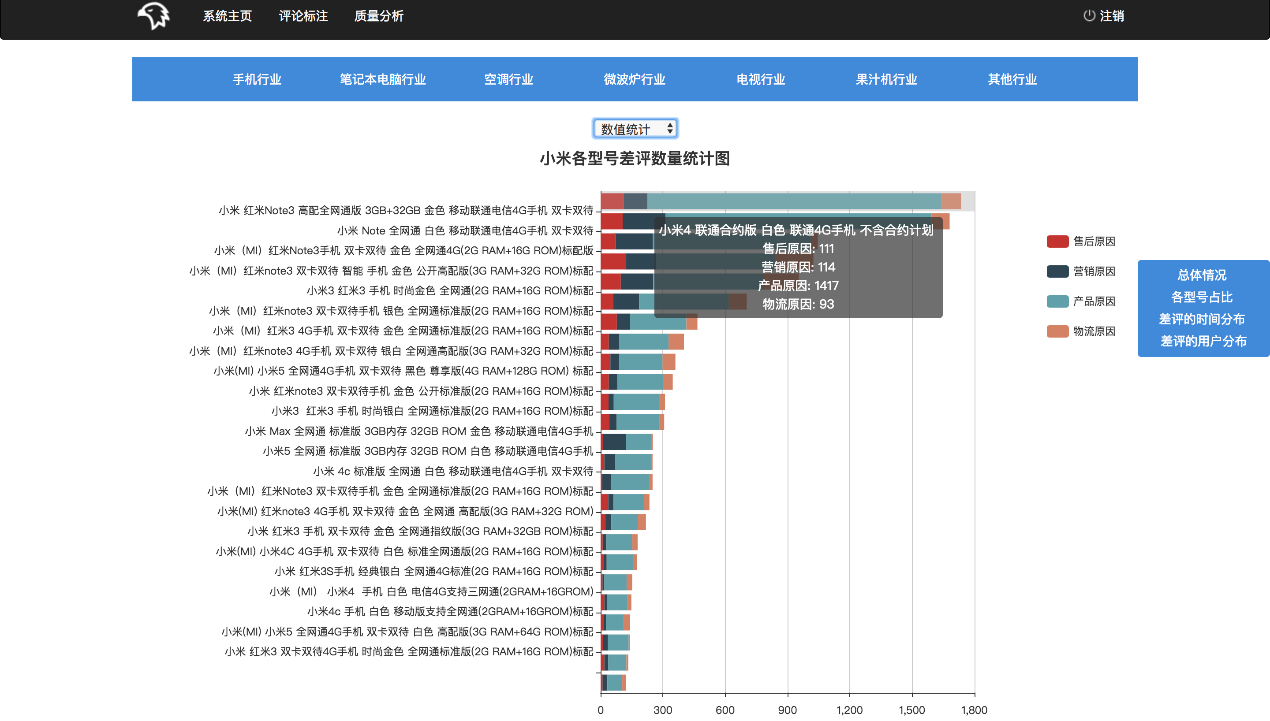 系统主页 评论标注 质量分析 注销
手机行业 笔记本电脑行业 空调行业 微波炉行业 电视行业 果汁机行业 其他行业
数值统计
小米各型号差评数量统计图
小米 红米Note3 高配全网通版 3GB+32GB 金色 移动联通电信4G手机 双卡双待
小米 Note 全网通 白色 移动联通电信4G手机 双卡双待
小米（MI）红米Note3手机 双卡双待 金色 全网通4G(2G RAM+16G ROM)标配版
小米（MI）红米note3 双卡双待 智能 手机 金色 公开高配版(3G RAM+32G ROM)标配
小米3 红米3 手机 时尚金色 全网通(2G RAM+16G ROM)标配
小米（MI）红米note3 双卡双待手机 银色 全网通标准版(2G RAM+16G ROM)标配
小米（MI）红米3 4G手机 双卡双待 金色 全网通标准版(2G RAM+16G ROM)标配
小米（MI）红米note3 4G手机 双卡双待 银白 全网通高配版(3G RAM+32G ROM)标配
小米(MI) 小米5 全网通4G手机 双卡双待 黑色 尊享版(4G RAM+128G ROM) 标配
小米 红米note3 双卡双待手机 金色 公开标准版(2G RAM+16G ROM)标配
小米3 红米3 手机 时尚银白 全网通标准版(2G RAM+16G ROM)标配
小米 Max 全网通 标准版 3GB内存 32GB ROM 金色 移动联通电信4G手机
小米5 全网通 标准版 3GB内存 32GB ROM 白色 移动联通电信4G手机
小米 4c 标准版 全网通 白色 移动联通电信4G手机 双卡双待
小米（MI）红米Note3 双卡双待手机 金色 全网通标准版(2G RAM+16G ROM)标配
小米(MI) 红米note3 4G手机 双卡双待 金色 全网通 高配版(3G RAM+32G ROM)
小米 红米3 手机 双卡双待 金色 全网通指纹版(3G RAM+32GB ROM)标配
小米(MI) 小米4C 4G手机 双卡双待 白色 标准全网通版(2G RAM+16G ROM)标配
小米 红米3S手机 经典银白 全网通4G标准(2G RAM+16G ROM)标配
小米（MI） 小米4 手机 白色 电信4G支持三网通(2GRAM+16GROM)
小米4c 手机 白色 移动版支持全网通(2GRAM+16GROM)标配
小米(MI) 小米5 全网通4G手机 双卡双待 白色 高配版(3G RAM+64G ROM)标配
小米 红米3 双卡双待4G手机 时尚金色 全网通标准版(2G RAM+16G ROM)标配
小米4 联通合约版 白色 联通4G手机 不含合约计划
售后原因: 111
营销原因: 114
产品原因: 1417
物流原因: 93
0 300 600 900 1,200 1,500 1,800
售后原因
营销原因
产品原因
物流原因
总体情况
各型号占比
差评的时间分布
差评的用户分布